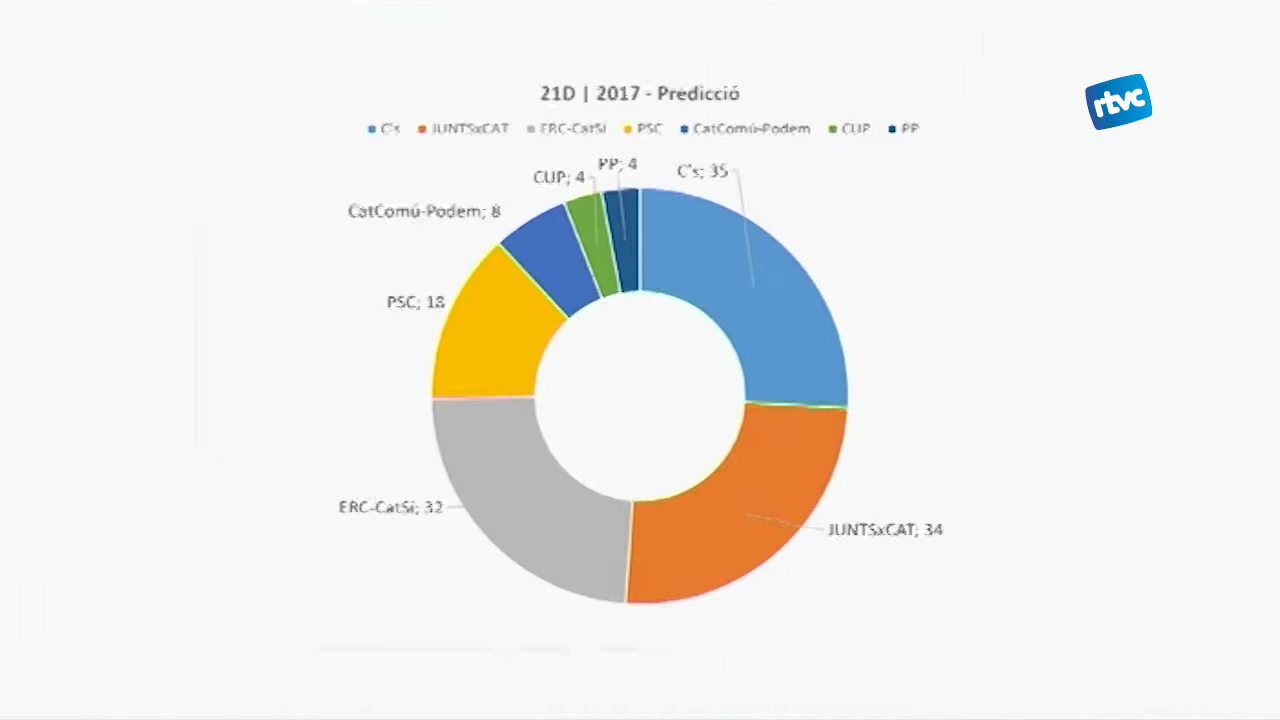 rtvc
21D | 2017 - Predicció
C's JUNTSxCAT ERC-CatSí PSC CatComú-Podem CUP PP
PP; 4
C's; 35
CUP; 4
CatComú-Podem; 8
PSC; 18
ERC-CatSí; 32
JUNTSxCAT; 34